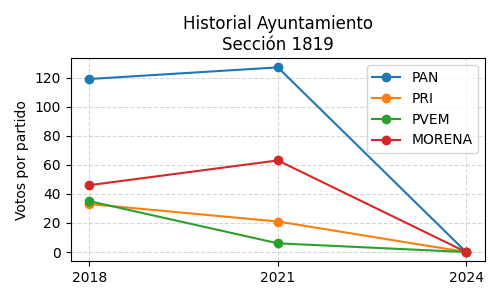 Historial Ayuntamiento
Sección 1819
Votos por partido
120
100
80
60
40
20
0
2018
2021
2024
PAN
PRI
PVEM
MORENA